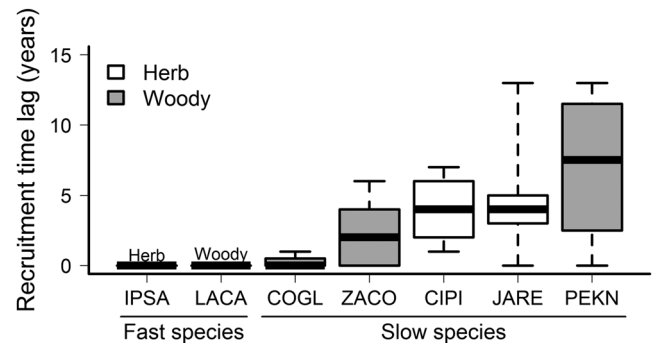 Recruitment time lag (years)
15
10
5
0
Herb
Woody
Herb
Woody
IPSA LACA COGL ZACO CIPI JARE PEKN
Fast species Slow species